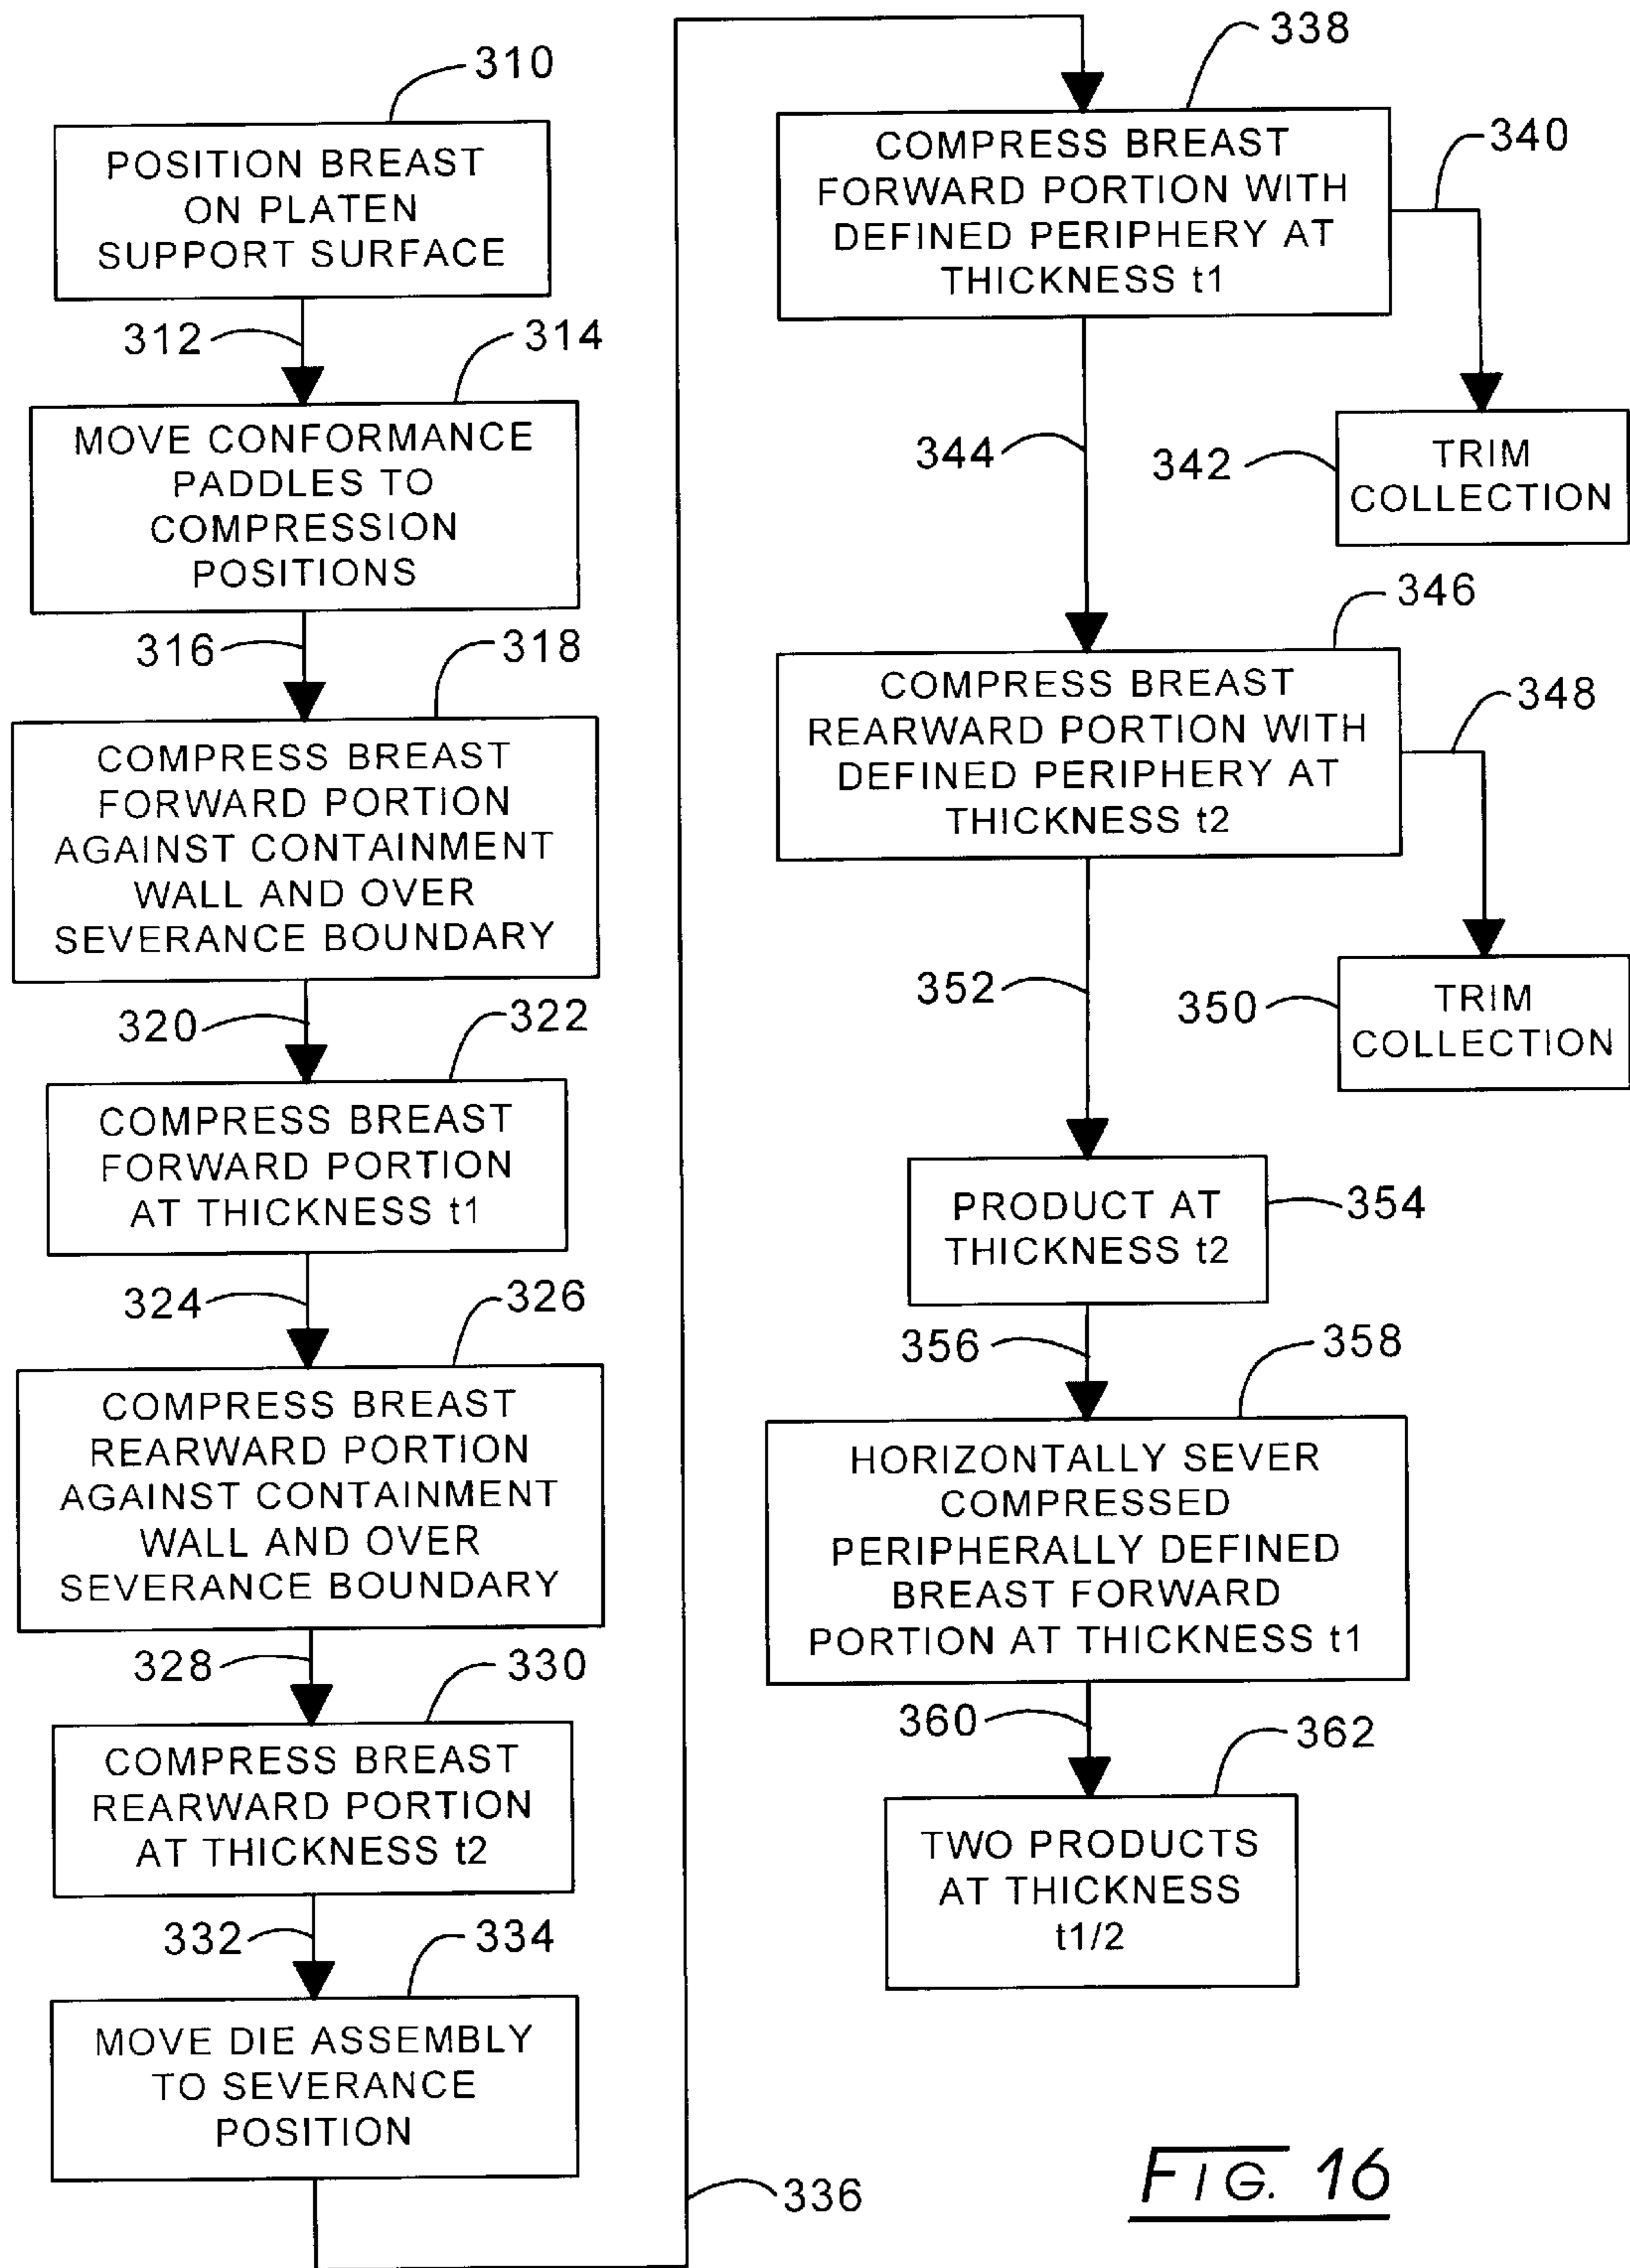 310
POSITION BREAST
ON PLATEN
SUPPORT SURFACE
312
314
MOVE CONFORMANCE
PADDLES TO
COMPRESSION
POSITIONS
316
318
COMPRESS BREAST
FORWARD PORTION
AGAINST CONTAINMENT
WALL AND OVER
SEVERANCE BOUNDARY
320
322
COMPRESS BREAST
FORWARD PORTION
AT THICKNESS t1
324
326
COMPRESS BREAST
REARWARD PORTION
AGAINST CONTAINMENT
WALL AND OVER
SEVERANCE BOUNDARY
328
330
COMPRESS BREAST
REARWARD PORTION
AT THICKNESS t2
332
334
MOVE DIE ASSEMBLY
TO SEVERANCE
POSITION
336
338
COMPRESS BREAST
FORWARD PORTION WITH
DEFINED PERIPHERY AT
THICKNESS t1
340
342
TRIM
COLLECTION
344
346
COMPRESS BREAST
REARWARD PORTION WITH
DEFINED PERIPHERY AT
THICKNESS t2
348
350
TRIM
COLLECTION
352
354
PRODUCT AT
THICKNESS t2
356
358
HORIZONTALLY SEVER
COMPRESSED
PERIPHERALLY DEFINED
BREAST FORWARD
PORTION AT THICKNESS t1
360
362
TWO PRODUCTS
AT THICKNESS
t1/2
FIG. 16